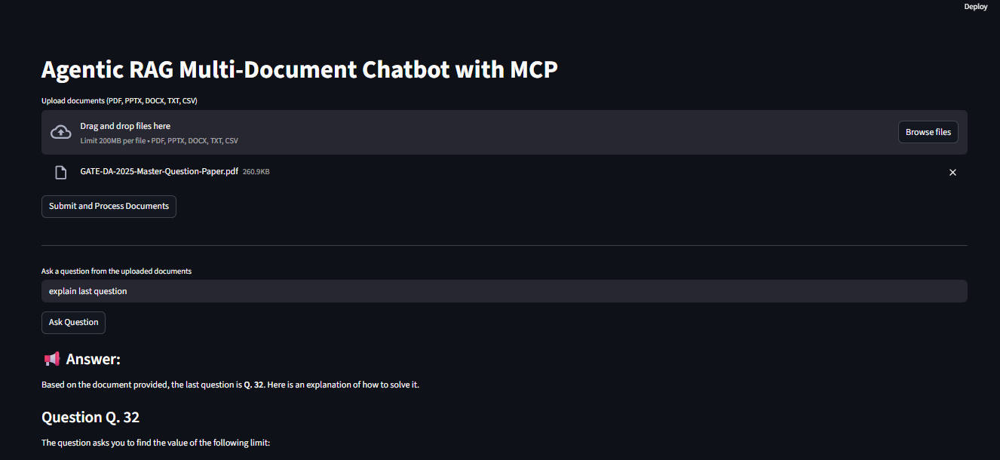 Deploy
Agentic RAG Multi-Document Chatbot with MCP
Upload documents (PDF, PPTX, DOCX, TXT, CSV)
Drag and drop files here
Limit 200MB per file • PDF, PPTX, DOCX, TXT, CSV
Browse files
GATE-DA-2025-Master-Question-Paper.pdf 260.9KB
Submit and Process Documents
Ask a question from the uploaded documents
explain last question
Ask Question
Answer:
Based on the document provided, the last question is Q. 32. Here is an explanation of how to solve it.
Question Q. 32
The question asks you to find the value of the following limit: